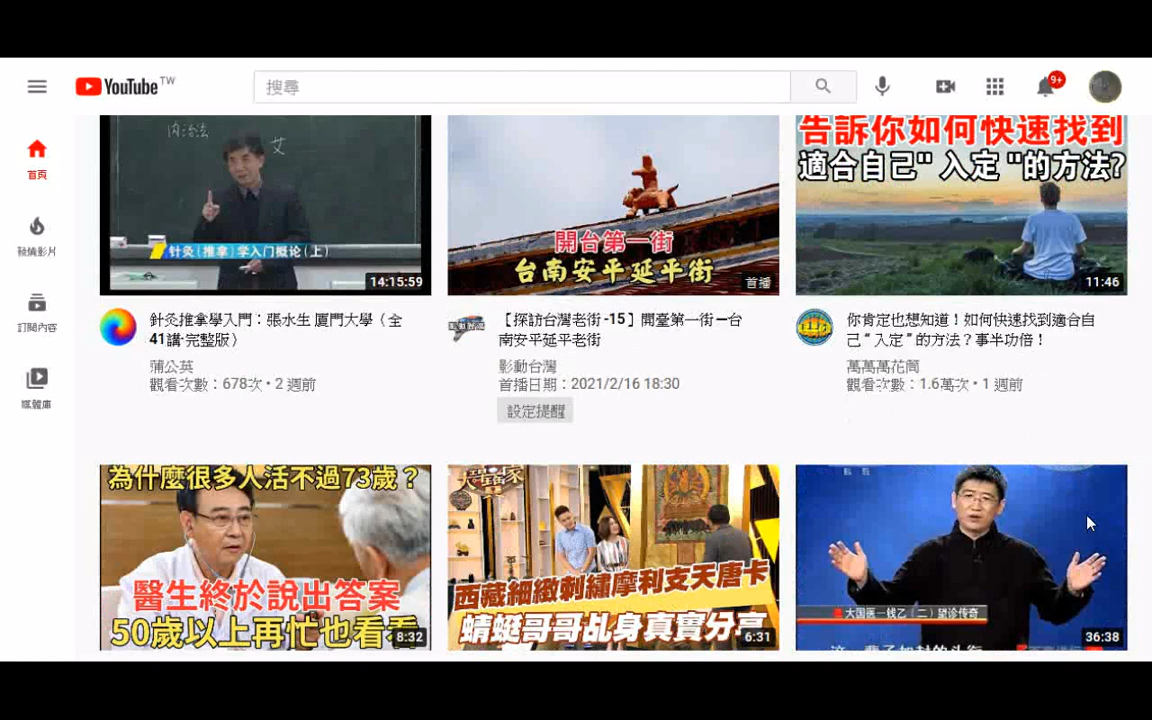 YouTube TW
搜尋
9+
首頁
發燒影片
訂閱內容
媒體庫
内治法
艾
针灸（推拿）学入门概论（上）
14:15:59
開台第一街
台南安平延平街
首播
告訴你如何快速找到
適合自己"入定"的方法?
11:46
針灸推拿學入門：張水生 厦門大學（全
41講·完整版）
蒲公英
觀看次數：678次 • 2 週前
【探訪台灣老街 -15】開臺第一街—台
南安平延平老街
影動台灣
首播日期：2021/2/16 18:30
設定提醒
你肯定也想知道！如何快速找到適合自
己 " 入定 " 的方法？事半功倍！
萬萬萬花筒
觀看次數：1.6萬次 • 1 週前
為什麼很多人活不過73歲？
醫生終於說出答案
50歲以上再忙也看看
8:32
西藏細緻刺繡摩利支天唐卡
蜻蜓哥哥乩身真實分享
6:31
大国医—钱乙（二）望诊传奇
36:38